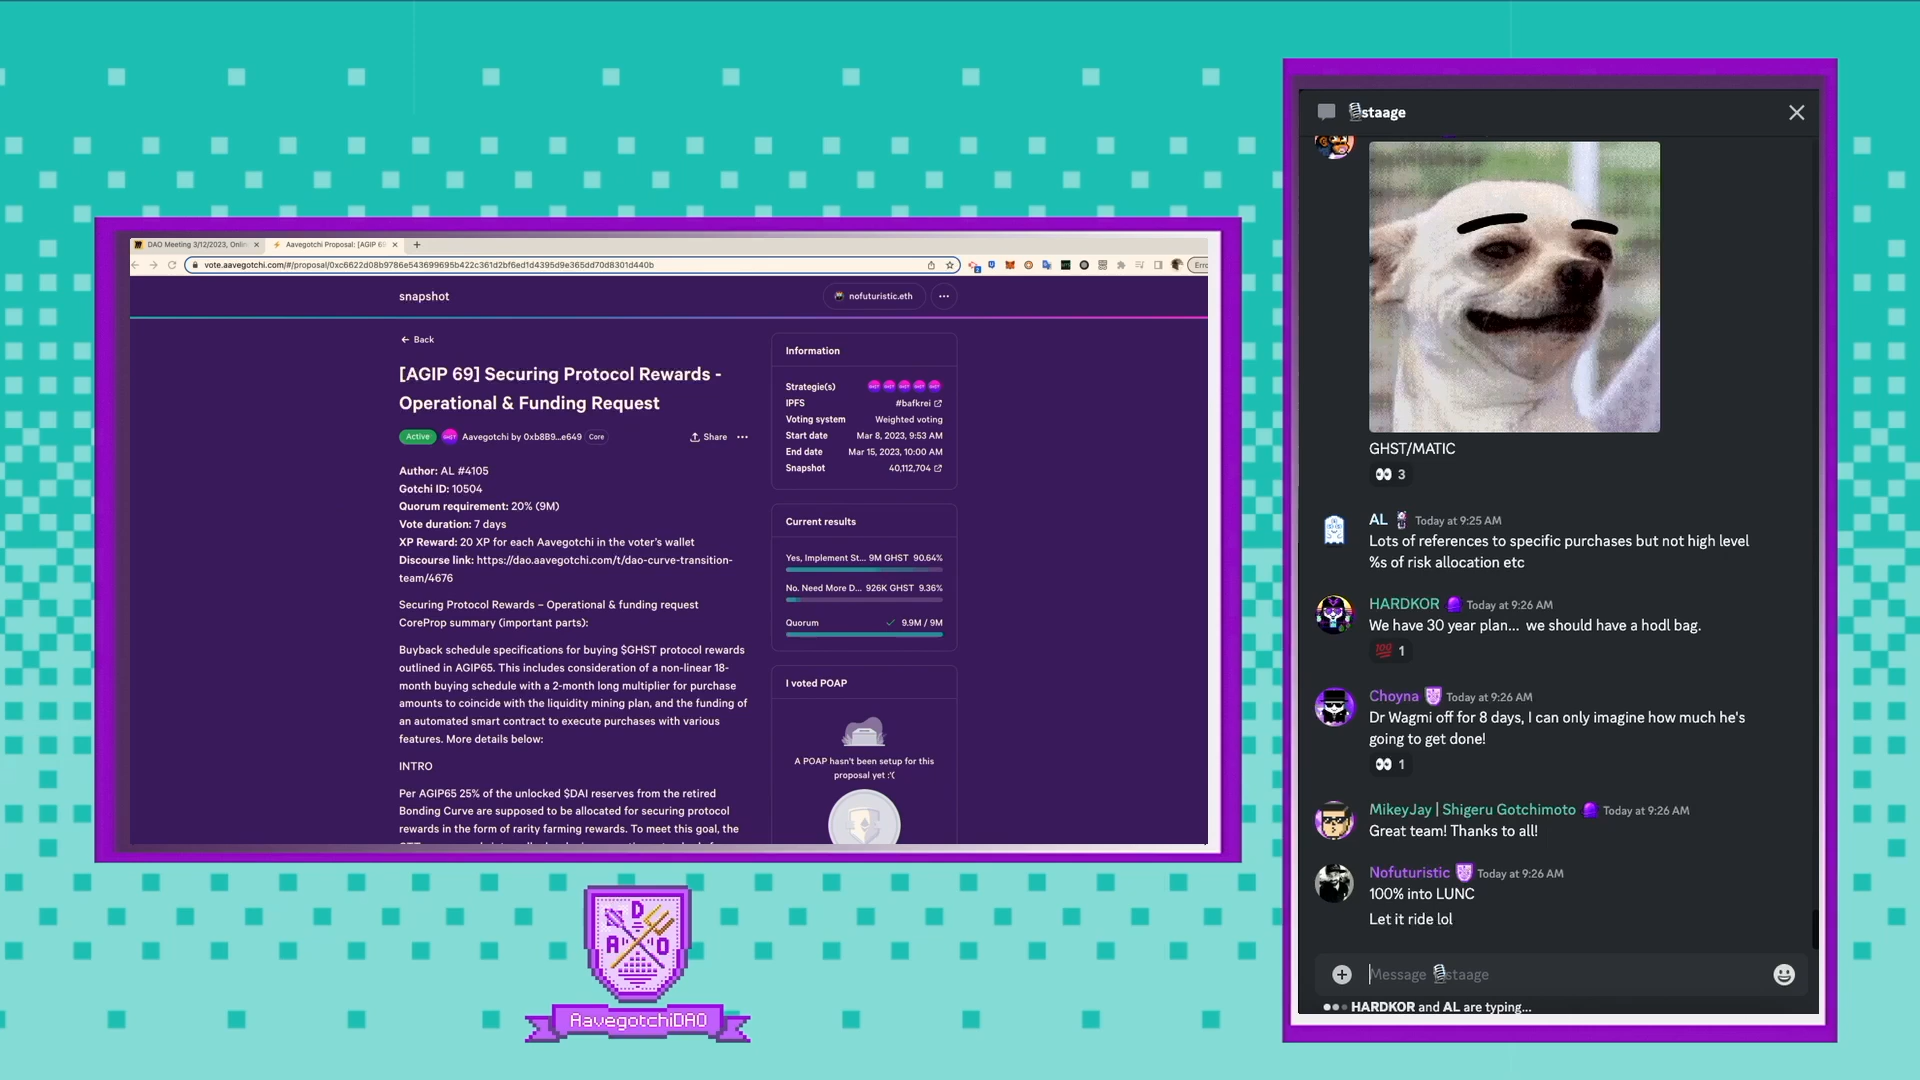 DAO Meeting 3/12/2023, Onlin
Aavegotchi Proposal: [AGIP 69
vote.aavegotchi.com/#/proposal/0xc6622d08b9786e543699695b422c361d2bf6ed1d4395d9e365dd70d8301d440b
Erro
snapshot
nofuturistic.eth
Back
[AGIP 69] Securing Protocol Rewards -
Operational & Funding Request
Active
Aavegotchi by 0xb8B9...e649
Core
Share
Author: AL #4105
Gotchi ID: 10504
Quorum requirement: 20% (9M)
Vote duration: 7 days
XP Reward: 20 XP for each Aavegotchi in the voter's wallet
Discourse link: https://dao.aavegotchi.com/t/dao-curve-transition-
team/4676
Securing Protocol Rewards – Operational & funding request
CoreProp summary (important parts):
Buyback schedule specifications for buying $GHST protocol rewards
outlined in AGIP65. This includes consideration of a non-linear 18-
month buying schedule with a 2-month long multiplier for purchase
amounts to coincide with the liquidity mining plan, and the funding of
an automated smart contract to execute purchases with various
features. More details below:
INTRO
Per AGIP65 25% of the unlocked $DAI reserves from the retired
Bonding Curve are supposed to be allocated for securing protocol
rewards in the form of rarity farming rewards. To meet this goal, the
Information
Strategie(s)
IPFS #bafkrei
Voting system Weighted voting
Start date Mar 8, 2023, 9:53 AM
End date Mar 15, 2023, 10:00 AM
Snapshot 40,112,704
Current results
Yes, Implement St... 9M GHST 90.64%
No. Need More D... 926K GHST 9.36%
Quorum 9.9M / 9M
I voted POAP
A POAP hasn't been setup for this
proposal yet :'(
D
A O
AavegotchiDAO
staage
GHST/MATIC
3
AL Today at 9:25 AM
Lots of references to specific purchases but not high level
%s of risk allocation etc
HARDKOR Today at 9:26 AM
We have 30 year plan... we should have a hodl bag.
100 1
Choyna Today at 9:26 AM
Dr Wagmi off for 8 days, I can only imagine how much he's
going to get done!
1
MikeyJay | Shigeru Gotchimoto Today at 9:26 AM
Great team! Thanks to all!
Nofuturistic Today at 9:26 AM
100% into LUNC
Let it ride lol
Message staage
HARDKOR and AL are typing...